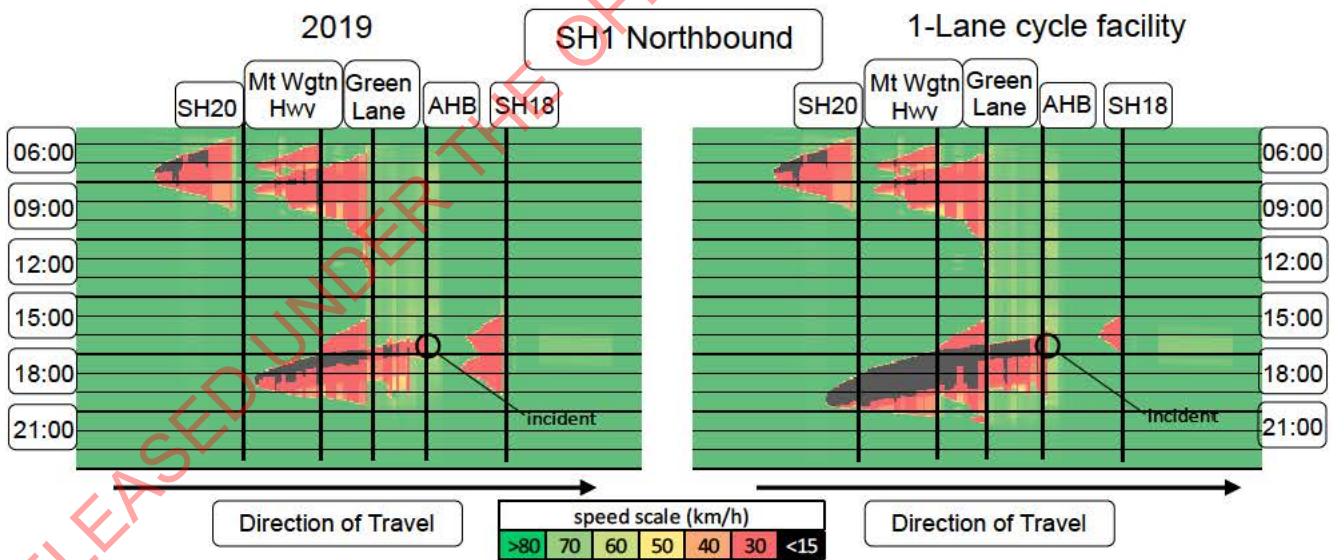 2019
SH1 Northbound
1-Lane cycle facility
SH20
Mt Wgtn
Hwy
Green
Lane
AHB
SH18
SH20
Mt Wgtn
Hwy
Green
Lane
AHB
SH18
06:00
09:00
12:00
15:00
18:00
21:00
06:00
09:00
12:00
15:00
18:00
21:00
incident
Incident
Direction of Travel
Direction of Travel
speed scale (km/h)
>80 70 60 50 40 30 <15
RELEASED UNDER THE OF